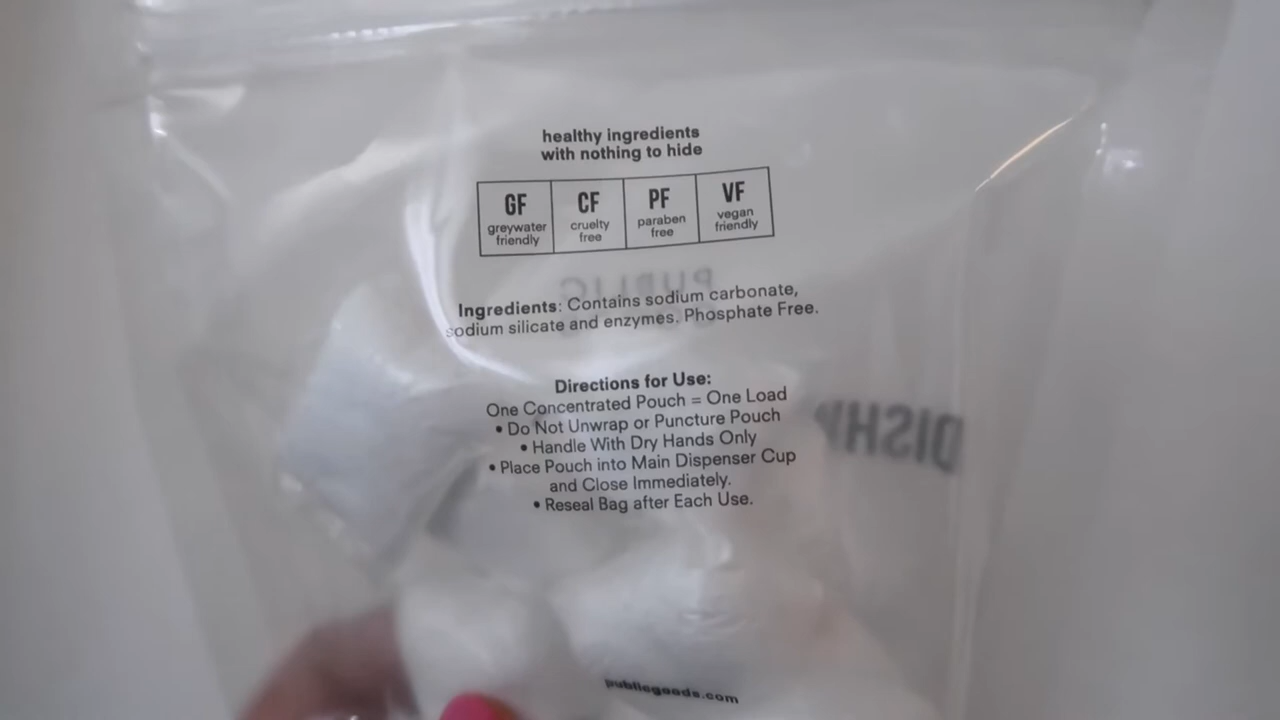 healthy ingredients
with nothing to hide
GF
greywater
friendly
CF
cruelty
free
PF
paraben
free
VF
vegan
friendly
PUBLIC
Ingredients: Contains sodium carbonate,
sodium silicate and enzymes. Phosphate Free.
Directions for Use:
One Concentrated Pouch = One Load
• Do Not Unwrap or Puncture Pouch
• Handle With Dry Hands Only
• Place Pouch into Main Dispenser Cup
and Close Immediately.
• Reseal Bag after Each Use.
DISH
publicgoods.com